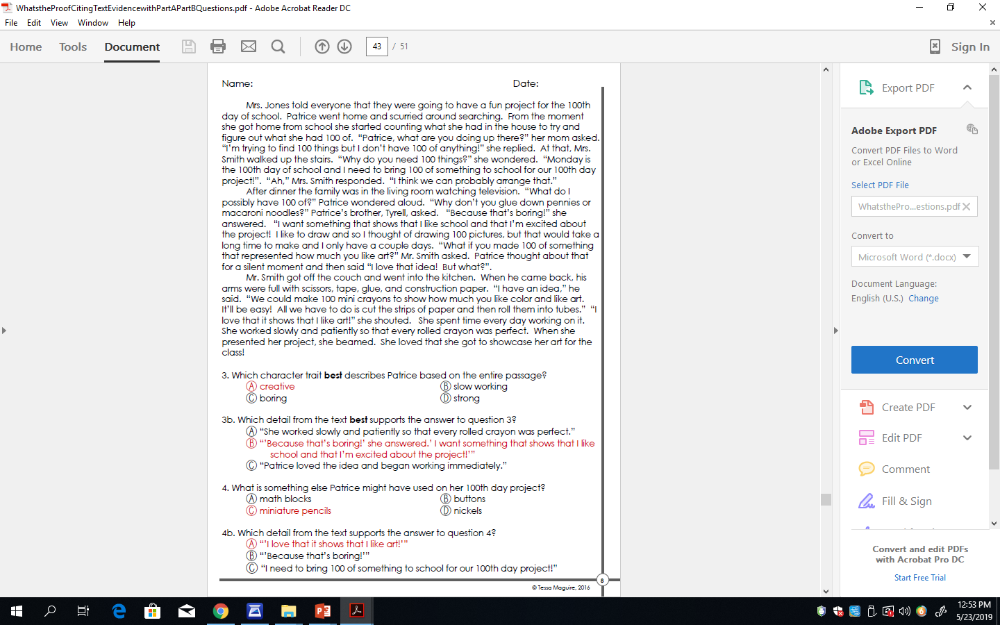 WhatstheProofCitingTextEvidencewithPartAPartBQuestions.pdf - Adobe Acrobat Reader DC
File Edit View Window Help
Home Tools Document 43 / 51 Sign In
Name: Date:
Mrs. Jones told everyone that they were going to have a fun project for the 100th
day of school. Patrice went home and scurried around searching. From the moment
she got home from school she started counting what she had in the house to try and
figure out what she had 100 of. “Patrice, what are you doing up there?” her mom asked.
“I’m trying to find 100 things but I don’t have 100 of anything!” she replied. At that, Mrs.
Smith walked up the stairs. “Why do you need 100 things?” she wondered. “Monday is
the 100th day of school and I need to bring 100 of something to school for our 100th day
project!”. “Ah,” Mrs. Smith responded. “I think we can probably arrange that.”
After dinner the family was in the living room watching television. “What do I
possibly have 100 of?” Patrice wondered aloud. “Why don’t you glue down pennies or
macaroni noodles?” Patrice’s brother, Tyrell, asked. “Because that’s boring!” she
answered. “I want something that shows that I like school and that I’m excited about
the project! I like to draw and so I thought of drawing 100 pictures, but that would take a
long time to make and I only have a couple days. “What if you made 100 of something
that represented how much you like art?” Mr. Smith asked. Patrice thought about that
for a silent moment and then said “I love that idea! But what?”.
Mr. Smith got off the couch and went into the kitchen. When he came back, his
arms were full with scissors, tape, glue, and construction paper. “I have an idea,” he
said. “We could make 100 mini crayons to show how much you like color and like art.
It’ll be easy! All we have to do is cut the strips of paper and then roll them into tubes.” “I
love that it shows that I like art!” she shouted. She spent time every day working on it.
She worked slowly and patiently so that every rolled crayon was perfect. When she
presented her project, she beamed. She loved that she got to showcase her art for the
class!
3. Which character trait best describes Patrice based on the entire passage?
Ⓐ creative Ⓑ slow working
Ⓒ boring Ⓓ strong
3b. Which detail from the text best supports the answer to question 3?
Ⓐ “She worked slowly and patiently so that every rolled crayon was perfect.”
Ⓑ “’Because that’s boring!’ she answered.’ I want something that shows that I like
school and that I’m excited about the project!’”
Ⓒ “Patrice loved the idea and began working immediately.”
4. What is something else Patrice might have used on her 100th day project?
Ⓐ math blocks Ⓑ buttons
Ⓒ miniature pencils Ⓓ nickels
4b. Which detail from the text supports the answer to question 4?
Ⓐ “’I love that it shows that I like art!’”
Ⓑ “’Because that’s boring!’”
Ⓒ “I need to bring 100 of something to school for our 100th day project!”
8
© Tessa Maguire, 2016
Export PDF
Adobe Export PDF
Convert PDF Files to Word
or Excel Online
Select PDF File
WhatsthePro...estions.pdf
Convert to
Microsoft Word (*.docx)
Document Language:
English (U.S.) Change
Convert
Create PDF
Edit PDF
Comment
Fill & Sign
Convert and edit PDFs
with Acrobat Pro DC
Start Free Trial
12:53 PM
5/23/2019